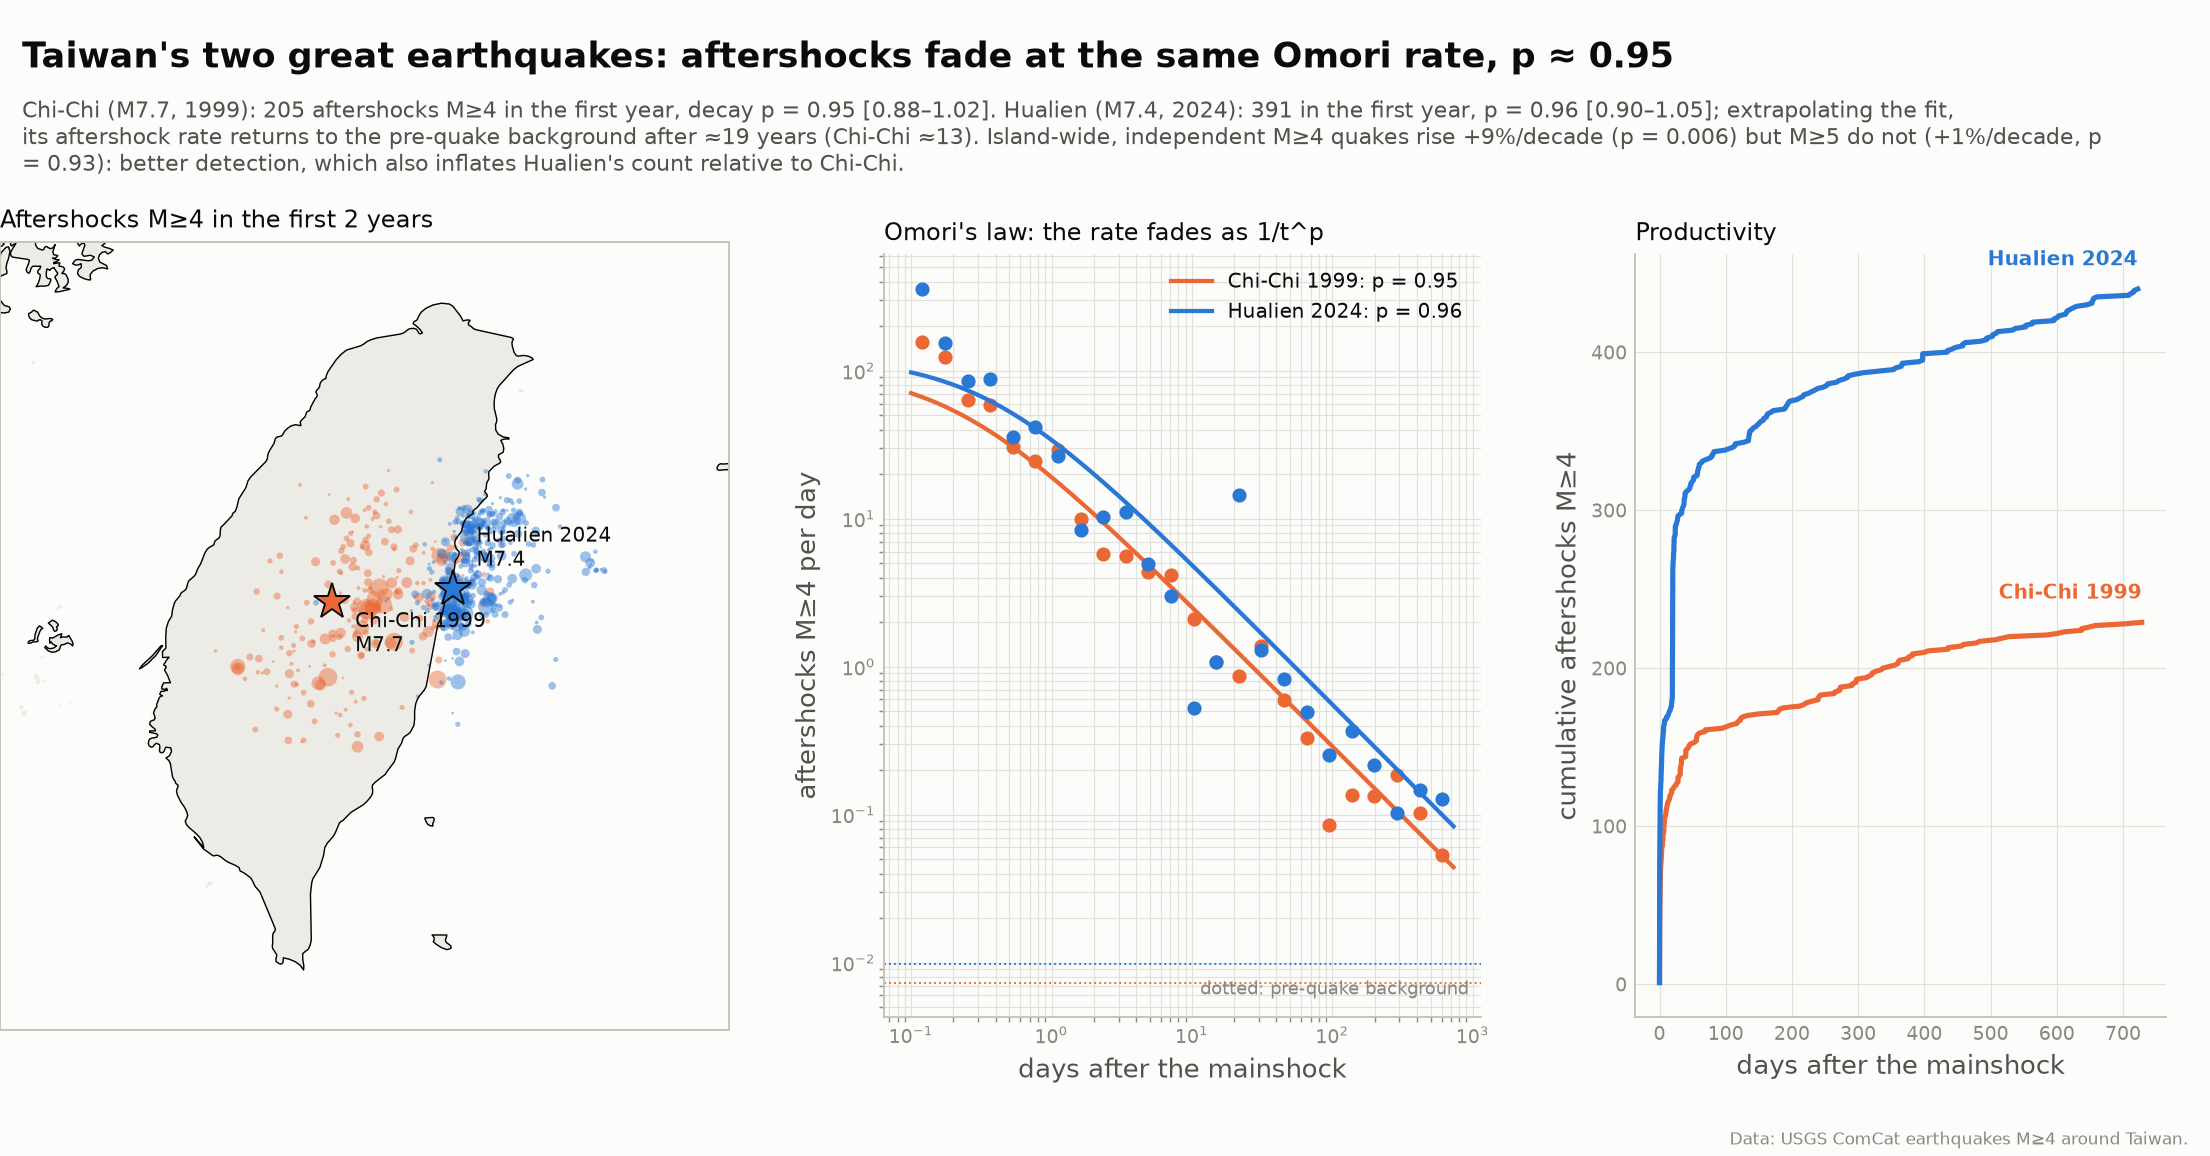 Taiwan's two great earthquakes: aftershocks fade at the same Omori rate, p ≈ 0.95
Chi-Chi (M7.7, 1999): 205 aftershocks M≥4 in the first year, decay p = 0.95 [0.88–1.02]. Hualien (M7.4, 2024): 391 in the first year, p = 0.96 [0.90–1.05]; extrapolating the fit,
its aftershock rate returns to the pre-quake background after ≈19 years (Chi-Chi ≈13). Island-wide, independent M≥4 quakes rise +9%/decade (p = 0.006) but M≥5 do not (+1%/decade, p
= 0.93): better detection, which also inflates Hualien's count relative to Chi-Chi.
Aftershocks M≥4 in the first 2 years
Hualien 2024
M7.4
Chi-Chi 1999
M7.7
Omori's law: the rate fades as 1/t^p
Chi-Chi 1999: p = 0.95
Hualien 2024: p = 0.96
aftershocks M≥4 per day
10²
10¹
10⁰
10⁻¹
10⁻²
dotted: pre-quake background
10⁻¹ 10⁰ 10¹ 10² 10³
days after the mainshock
Productivity
Hualien 2024
Chi-Chi 1999
cumulative aftershocks M≥4
400
300
200
100
0
0 100 200 300 400 500 600 700
days after the mainshock
Data: USGS ComCat earthquakes M≥4 around Taiwan.